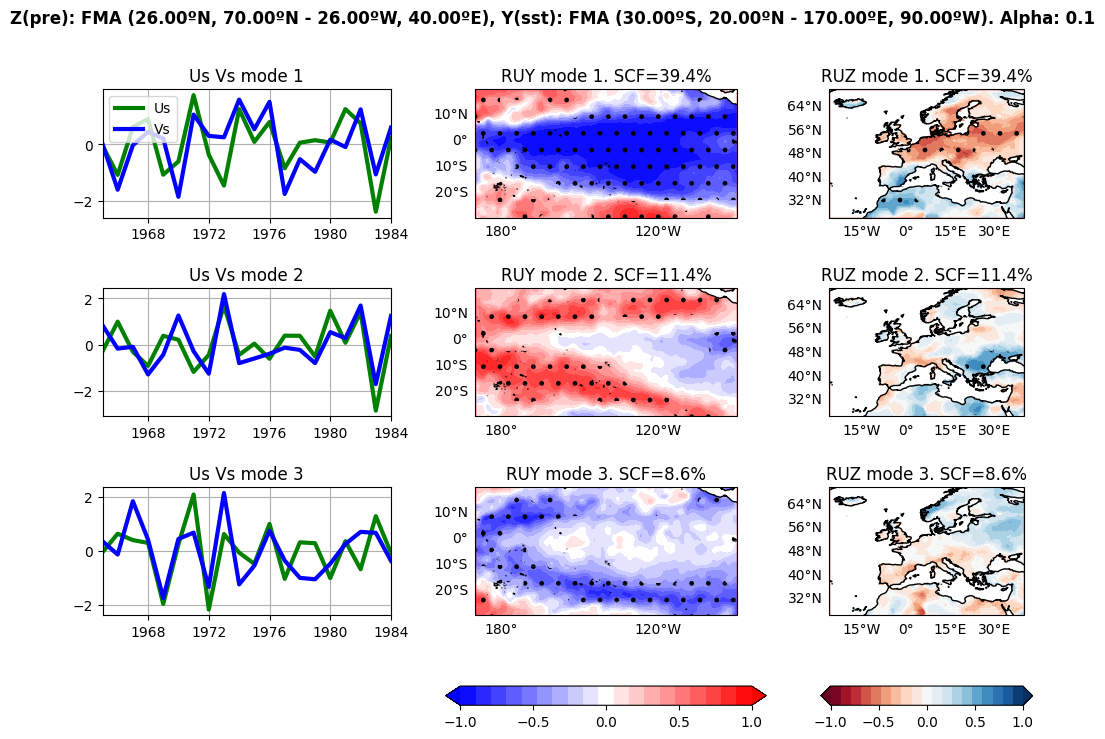 Z(pre): FMA (26.00ºN, 70.00ºN - 26.00ºW, 40.00ºE), Y(sst): FMA (30.00ºS, 20.00ºN - 170.00ºE, 90.00ºW). Alpha: 0.1
Us Vs mode 1
RUY mode 1. SCF=39.4%
RUZ mode 1. SCF=39.4%
Us
Vs
0
−2
1968
1972
1976
1980
1984
10°N
0°
10°S
20°S
180°
120°W
64°N
56°N
48°N
40°N
32°N
15°W
0°
15°E
30°E
Us Vs mode 2
RUY mode 2. SCF=11.4%
RUZ mode 2. SCF=11.4%
2
0
−2
1968
1972
1976
1980
1984
10°N
0°
10°S
20°S
180°
120°W
64°N
56°N
48°N
40°N
32°N
15°W
0°
15°E
30°E
Us Vs mode 3
RUY mode 3. SCF=8.6%
RUZ mode 3. SCF=8.6%
2
0
−2
1968
1972
1976
1980
1984
10°N
0°
10°S
20°S
180°
120°W
64°N
56°N
48°N
40°N
32°N
15°W
0°
15°E
30°E
−1.0
−0.5
0.0
0.5
1.0
−1.0
−0.5
0.0
0.5
1.0